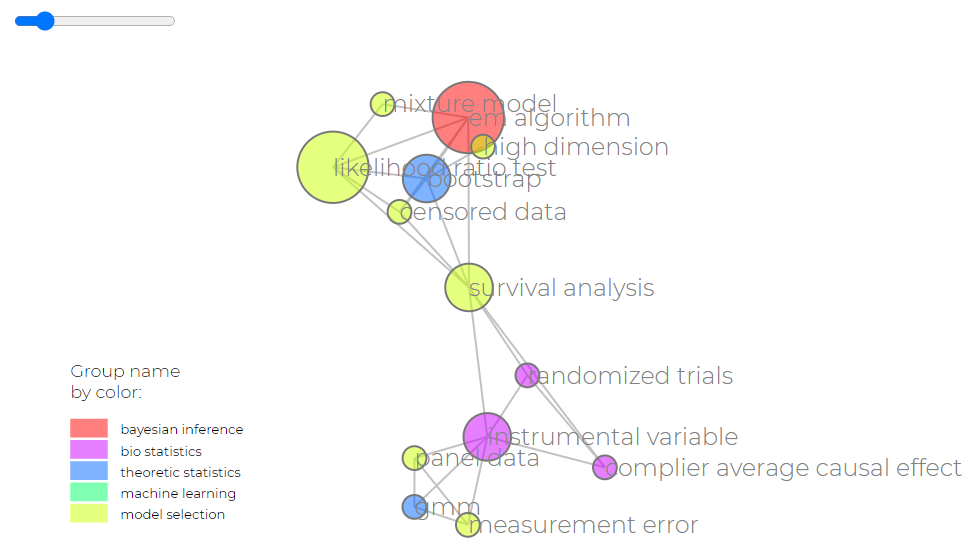 mixture model
em algorithm
high dimension
likelihood ratio test
bootstrap
censored data
survival analysis
randomized trials
instrumental variable
panel data
complier average causal effect
gmm
measurement error
Group name
by color:
bayesian inference
bio statistics
theoretic statistics
machine learning
model selection